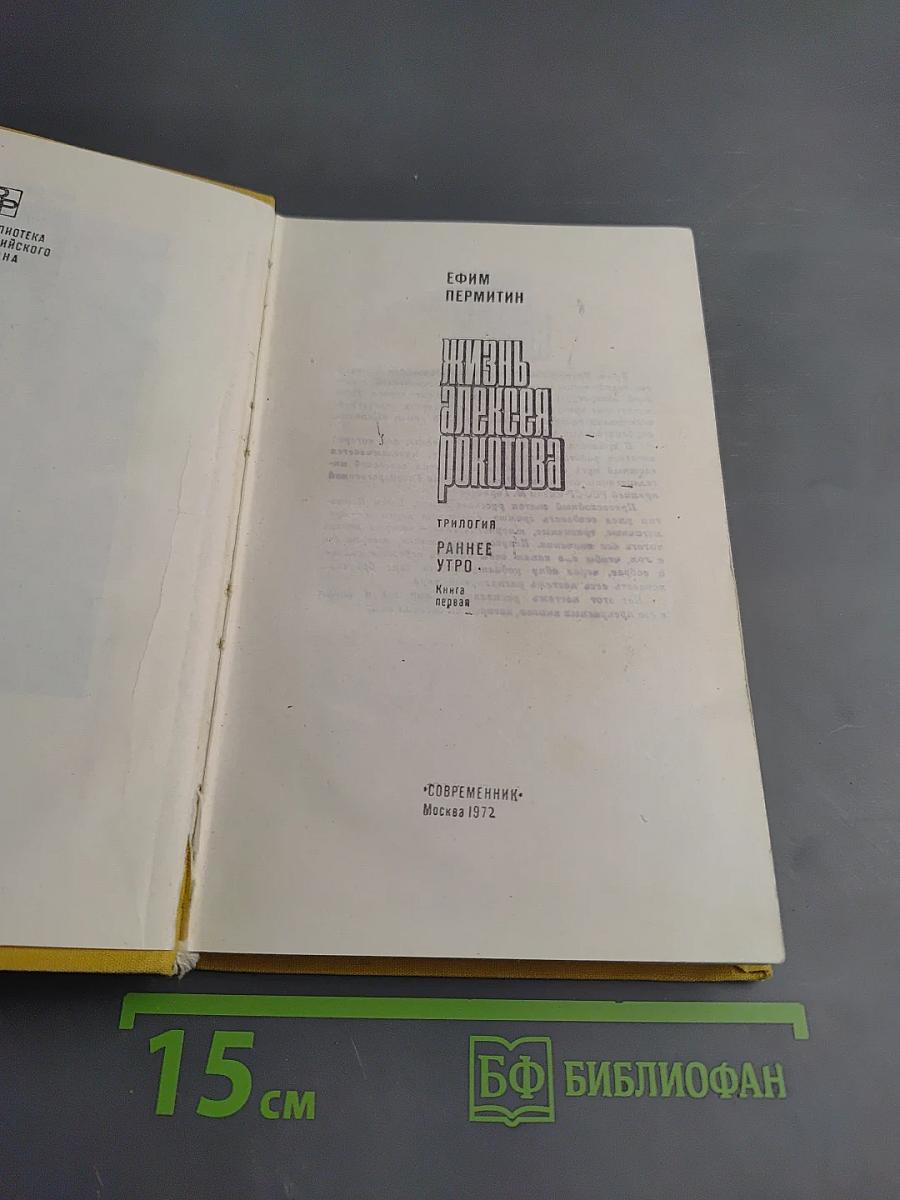 ЕФИМ
ПЕРМИТИН
ЖИЗНЬ
АЛЕКСЕЯ
РОКОТОВА
ТРИЛОГИЯ
РАННЕЕ
УТРО
Книга
первая
«СОВРЕМЕННИК»
Москва 1972
15 см
БФ БИБЛИОФАН